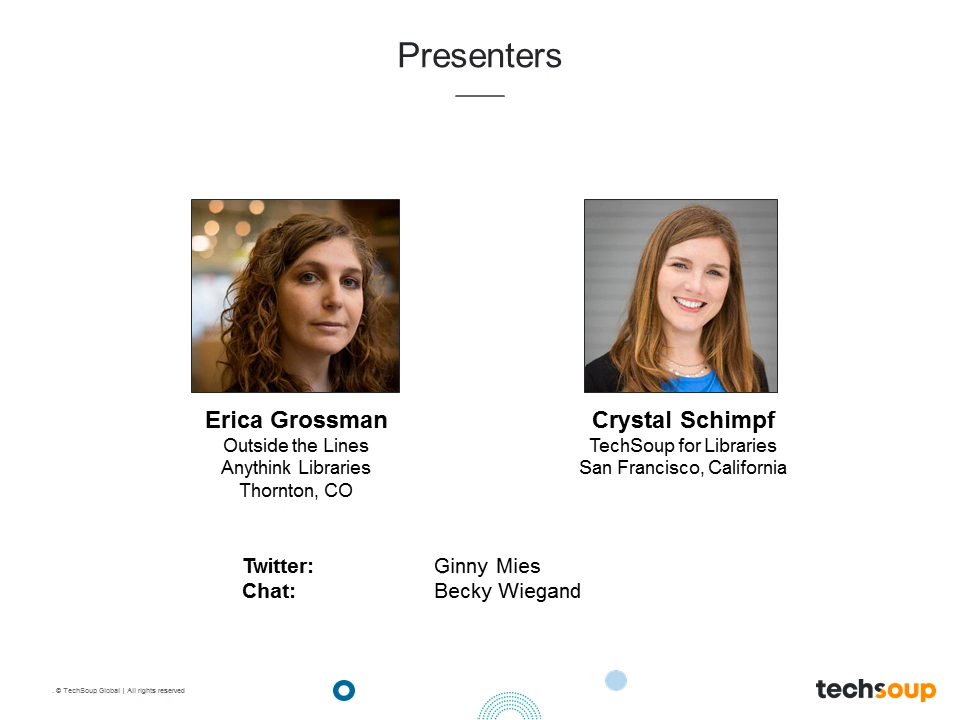 Presenters
Erica Grossman
Outside the Lines
Anythink Libraries
Thornton, CO
Crystal Schimpf
TechSoup for Libraries
San Francisco, California
Twitter: Ginny Mies
Chat: Becky Wiegand
. © TechSoup Global | All rights reserved
techsoup